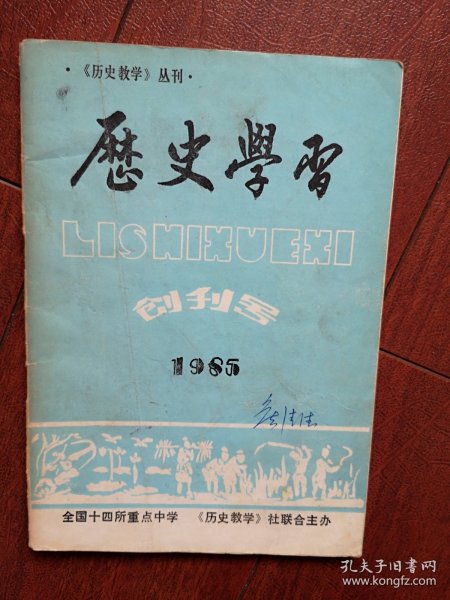 ·《历史教学》丛刊·
歷史學習
LISHIXUEXI
创刊号
1985
全国十四所重点中学 《历史教学》社联合主办
孔夫子旧书网
www.kongfz.com